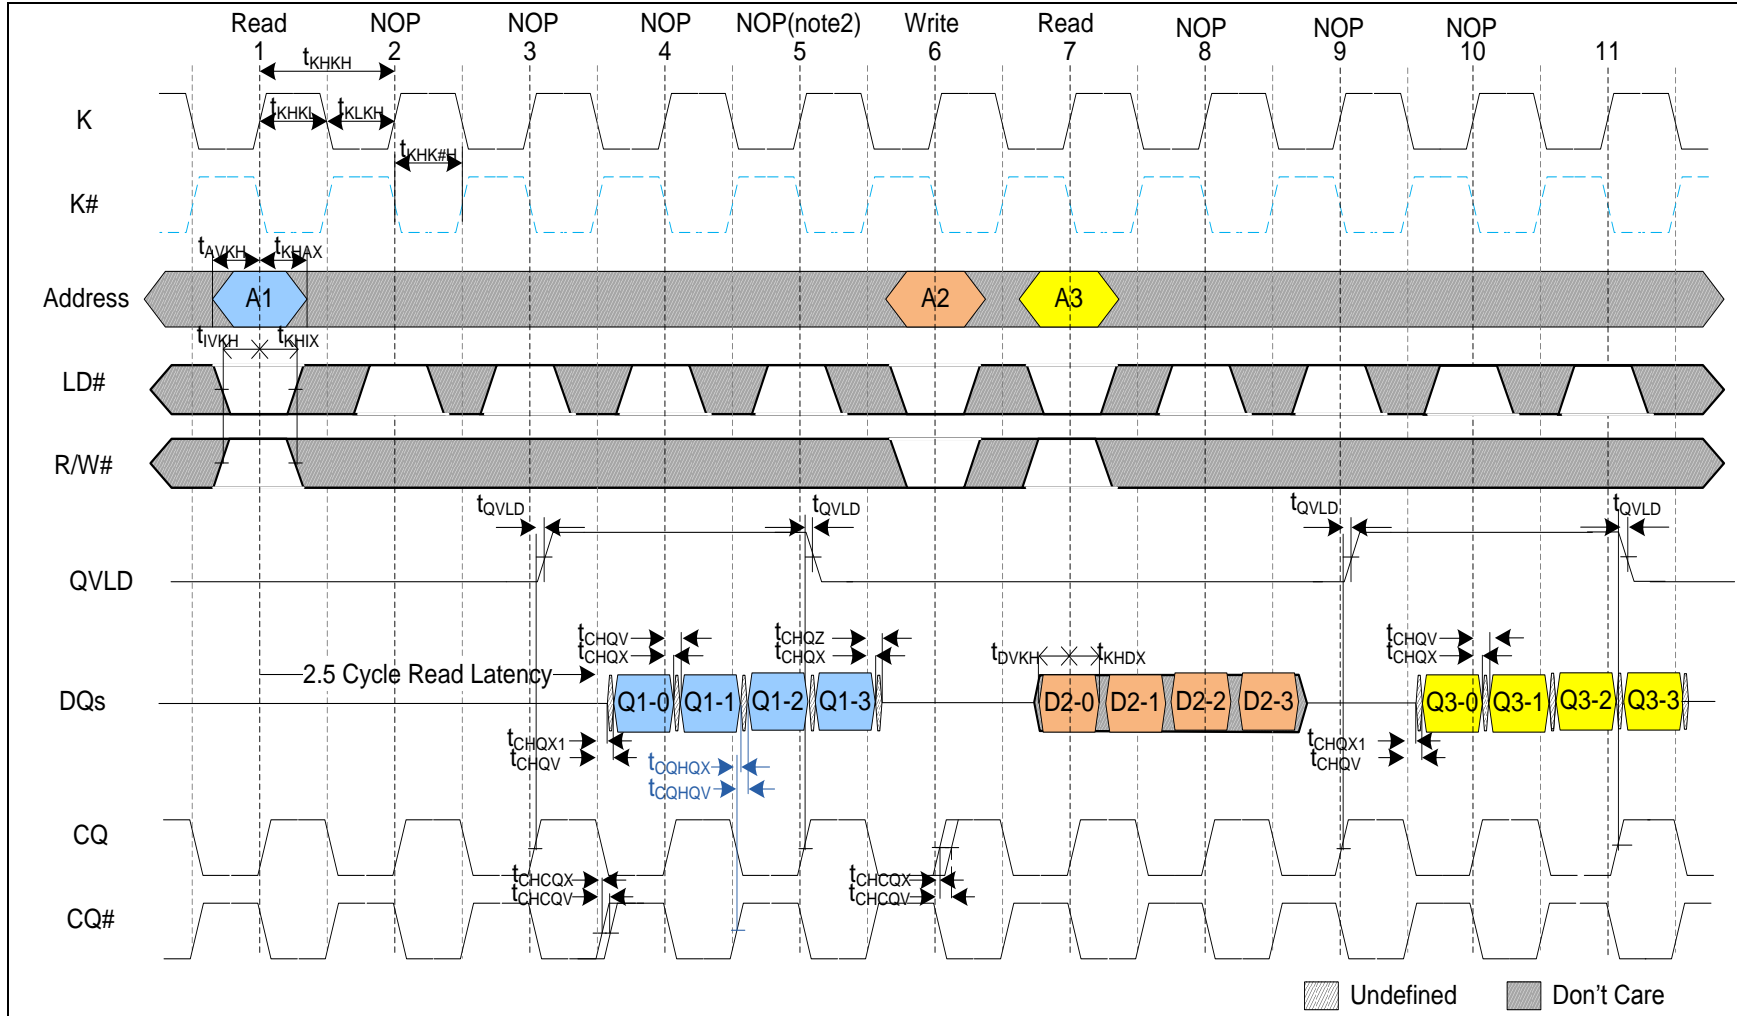 Read NOP NOP NOP NOP(note2) Write Read NOP NOP NOP
1 2 3 4 5 6 7 8 9 10 11
tKHKH
K tKHKL tKLKH
tKHK#H
K#
tAVKH tKHAX
Address A1 A2 A3
tIVKH tKHIX
LD#
R/W#
tQVLD tQVLD tQVLD tQVLD
QVLD
tCHQV tCHQZ tCHQV
tCHQX tCHQX tDVKH tKHDX tCHQX
2.5 Cycle Read Latency
DQs Q1-0 Q1-1 Q1-2 Q1-3 D2-0 D2-1 D2-2 D2-3 Q3-0 Q3-1 Q3-2 Q3-3
tCHQX1 tCHQX1
tCHQV tCQHQX tCHQV
tCQHQV
CQ
tCHCQX tCHCQX
tCHCQV tCHCQV
CQ#
Undefined Don't Care